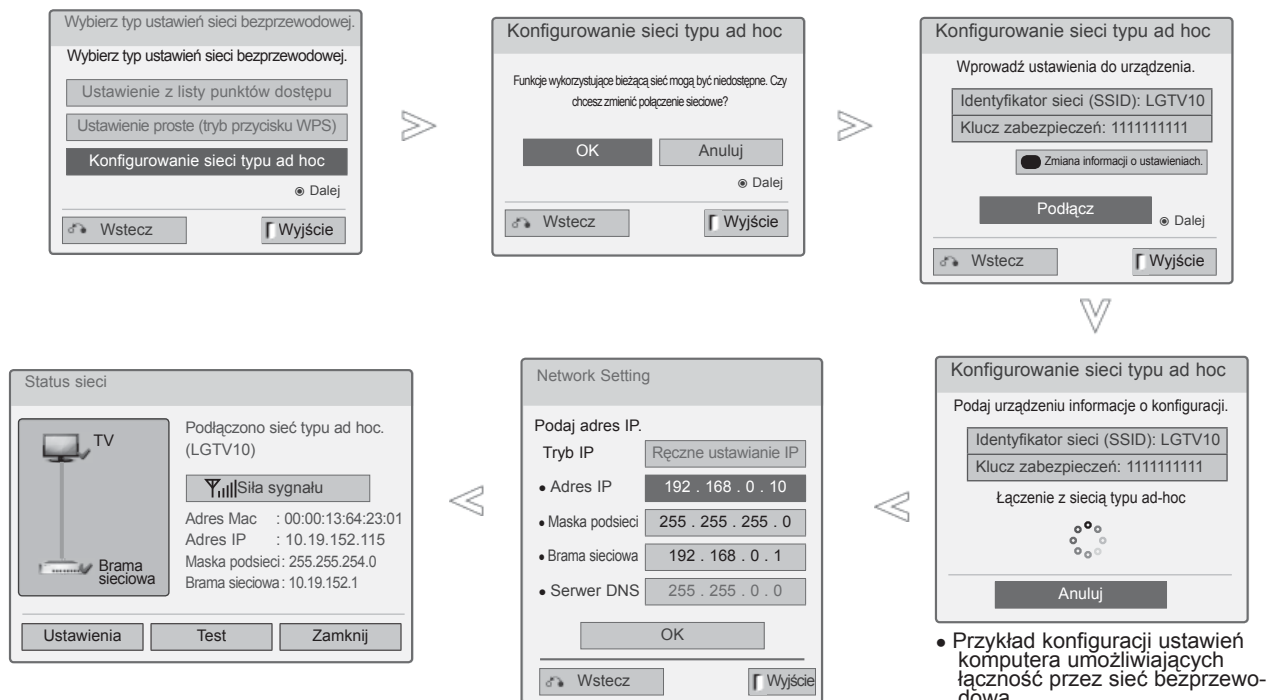 Wybierz typ ustawień sieci bezprzewodowej.
Wybierz typ ustawień sieci bezprzewodowej.
Ustawienie z listy punktów dostępu
Ustawienie proste (tryb przycisku WPS)
Konfigurowanie sieci typu ad hoc
Dalej
Wstecz
Wyjście
Konfigurowanie sieci typu ad hoc
Funkcje wykorzystujące bieżącą sieć mogą być niedostępne. Czy
chcesz zmienić połączenie sieciowe?
OK Anuluj
Dalej
Wstecz
Wyjście
Konfigurowanie sieci typu ad hoc
Wprowadź ustawienia do urządzenia.
Identyfikator sieci (SSID): LGTV10
Klucz zabezpieczeń: 1111111111
Zmiana informacji o ustawieniach.
Podłącz
Dalej
Wstecz
Wyjście
Konfigurowanie sieci typu ad hoc
Podaj urządzeniu informacje o konfiguracji.
Identyfikator sieci (SSID): LGTV10
Klucz zabezpieczeń: 1111111111
Łączenie z siecią typu ad-hoc
Anuluj
• Przykład konfiguracji ustawień
komputera umożliwiających
łączność przez sieć bezprzewo-
dową
Network Setting
Podaj adres IP.
Tryb IP Ręczne ustawianie IP
• Adres IP 192 . 168 . 0 . 10
• Maska podsieci 255 . 255 . 255 . 0
• Brama sieciowa 192 . 168 . 0 . 1
• Serwer DNS 255 . 255 . 0 . 0
OK
Wstecz
Wyjście
Status sieci
TV
Brama
sieciowa
Podłączono sieć typu ad hoc.
(LGTV10)
Siła sygnału
Adres Mac : 00:00:13:64:23:01
Adres IP : 10.19.152.115
Maska podsieci : 255.255.254.0
Brama sieciowa : 10.19.152.1
Ustawienia Test Zamknij